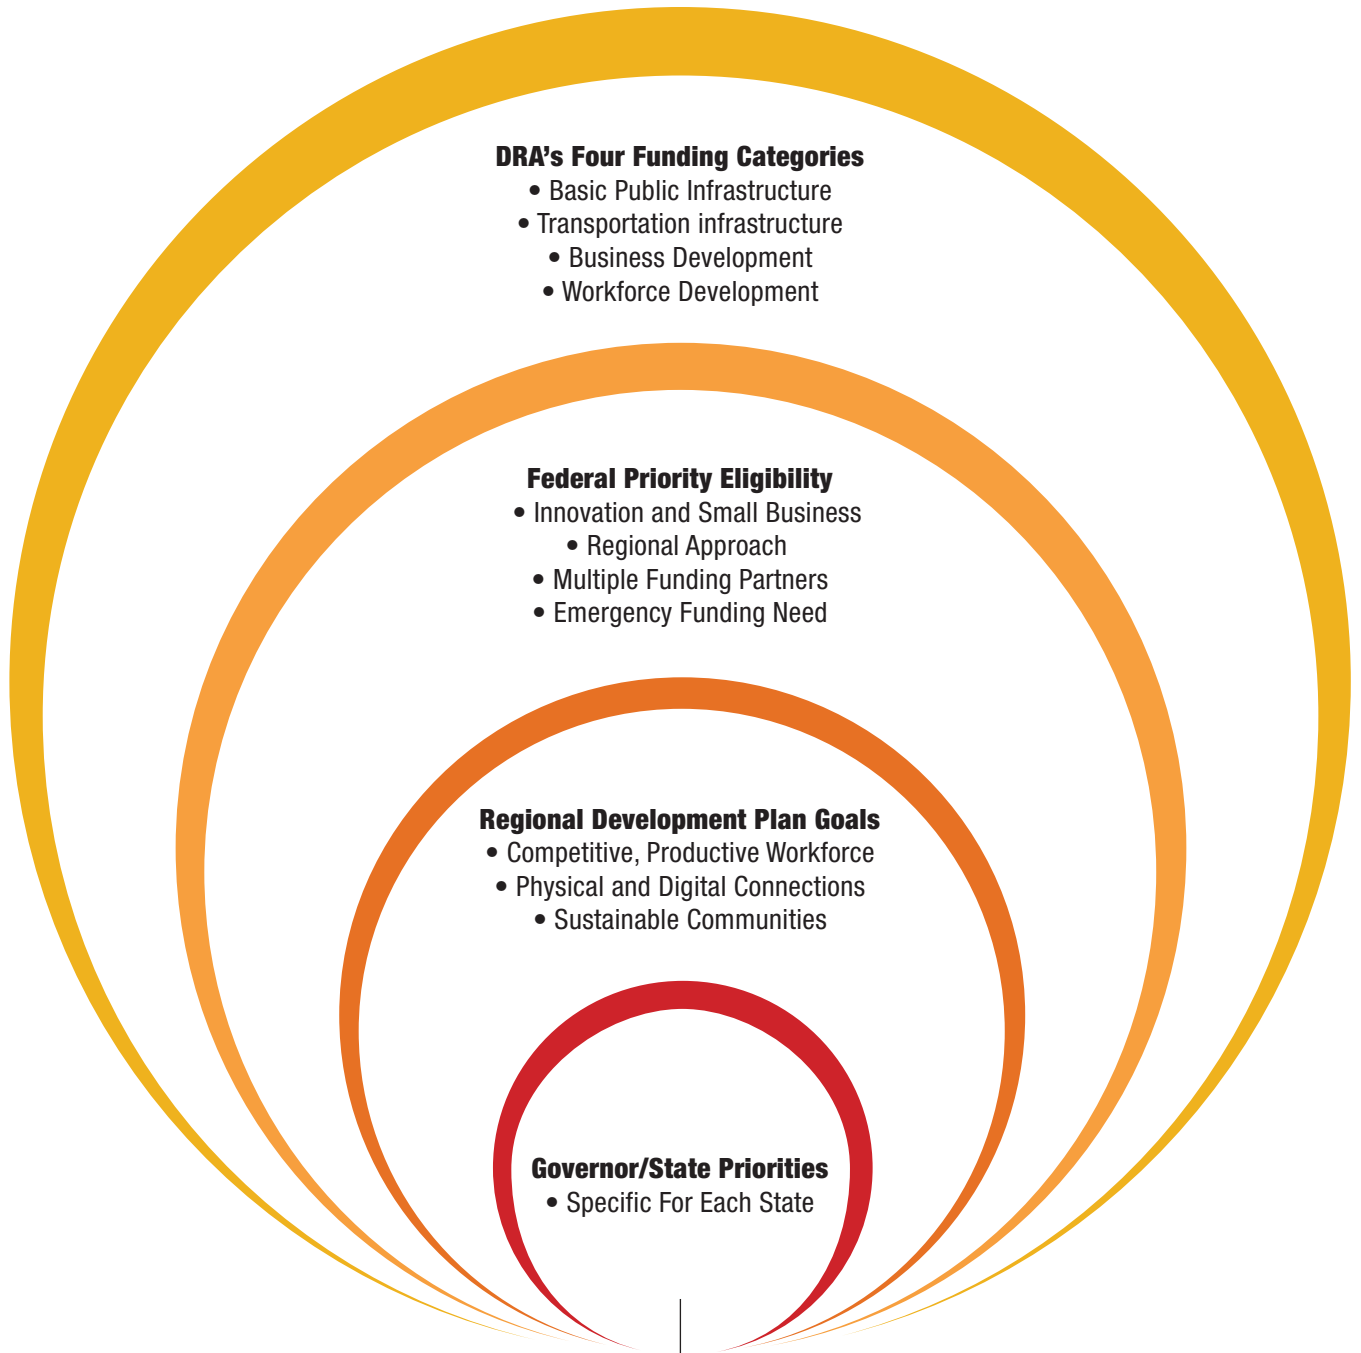 DRA’s Four Funding Categories
• Basic Public Infrastructure
• Transportation infrastructure
• Business Development
• Workforce Development
Federal Priority Eligibility
• Innovation and Small Business
• Regional Approach
• Multiple Funding Partners
• Emergency Funding Need
Regional Development Plan Goals
• Competitive, Productive Workforce
• Physical and Digital Connections
• Sustainable Communities
Governor/State Priorities
• Specific For Each State